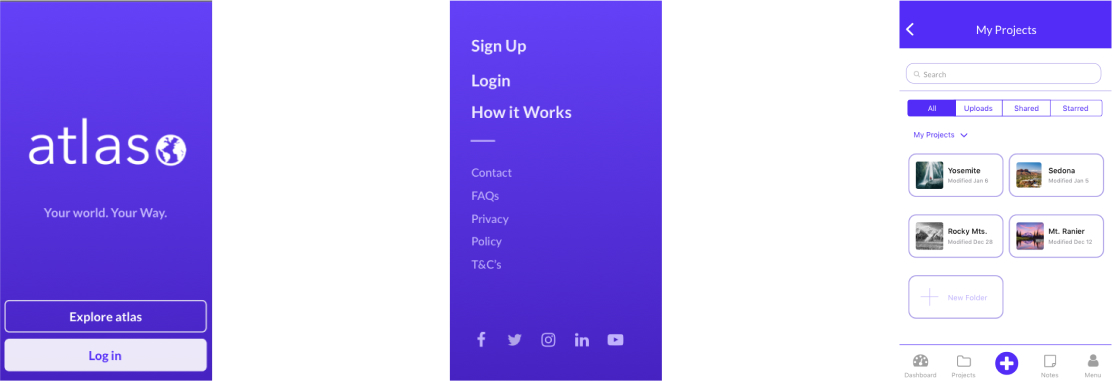 atlas
Your world. Your Way.
Explore atlas
Log in
Sign Up
Login
How it Works
Contact
FAQs
Privacy
Policy
T&C's
My Projects
Search
All Uploads Shared Starred
My Projects
Yosemite
Modified Jan 6
Sedona
Modified Jan 5
Rocky Mts.
Modified Dec 28
Mt. Ranier
Modified Dec 12
New Folder
Dashboard Projects Notes Menu